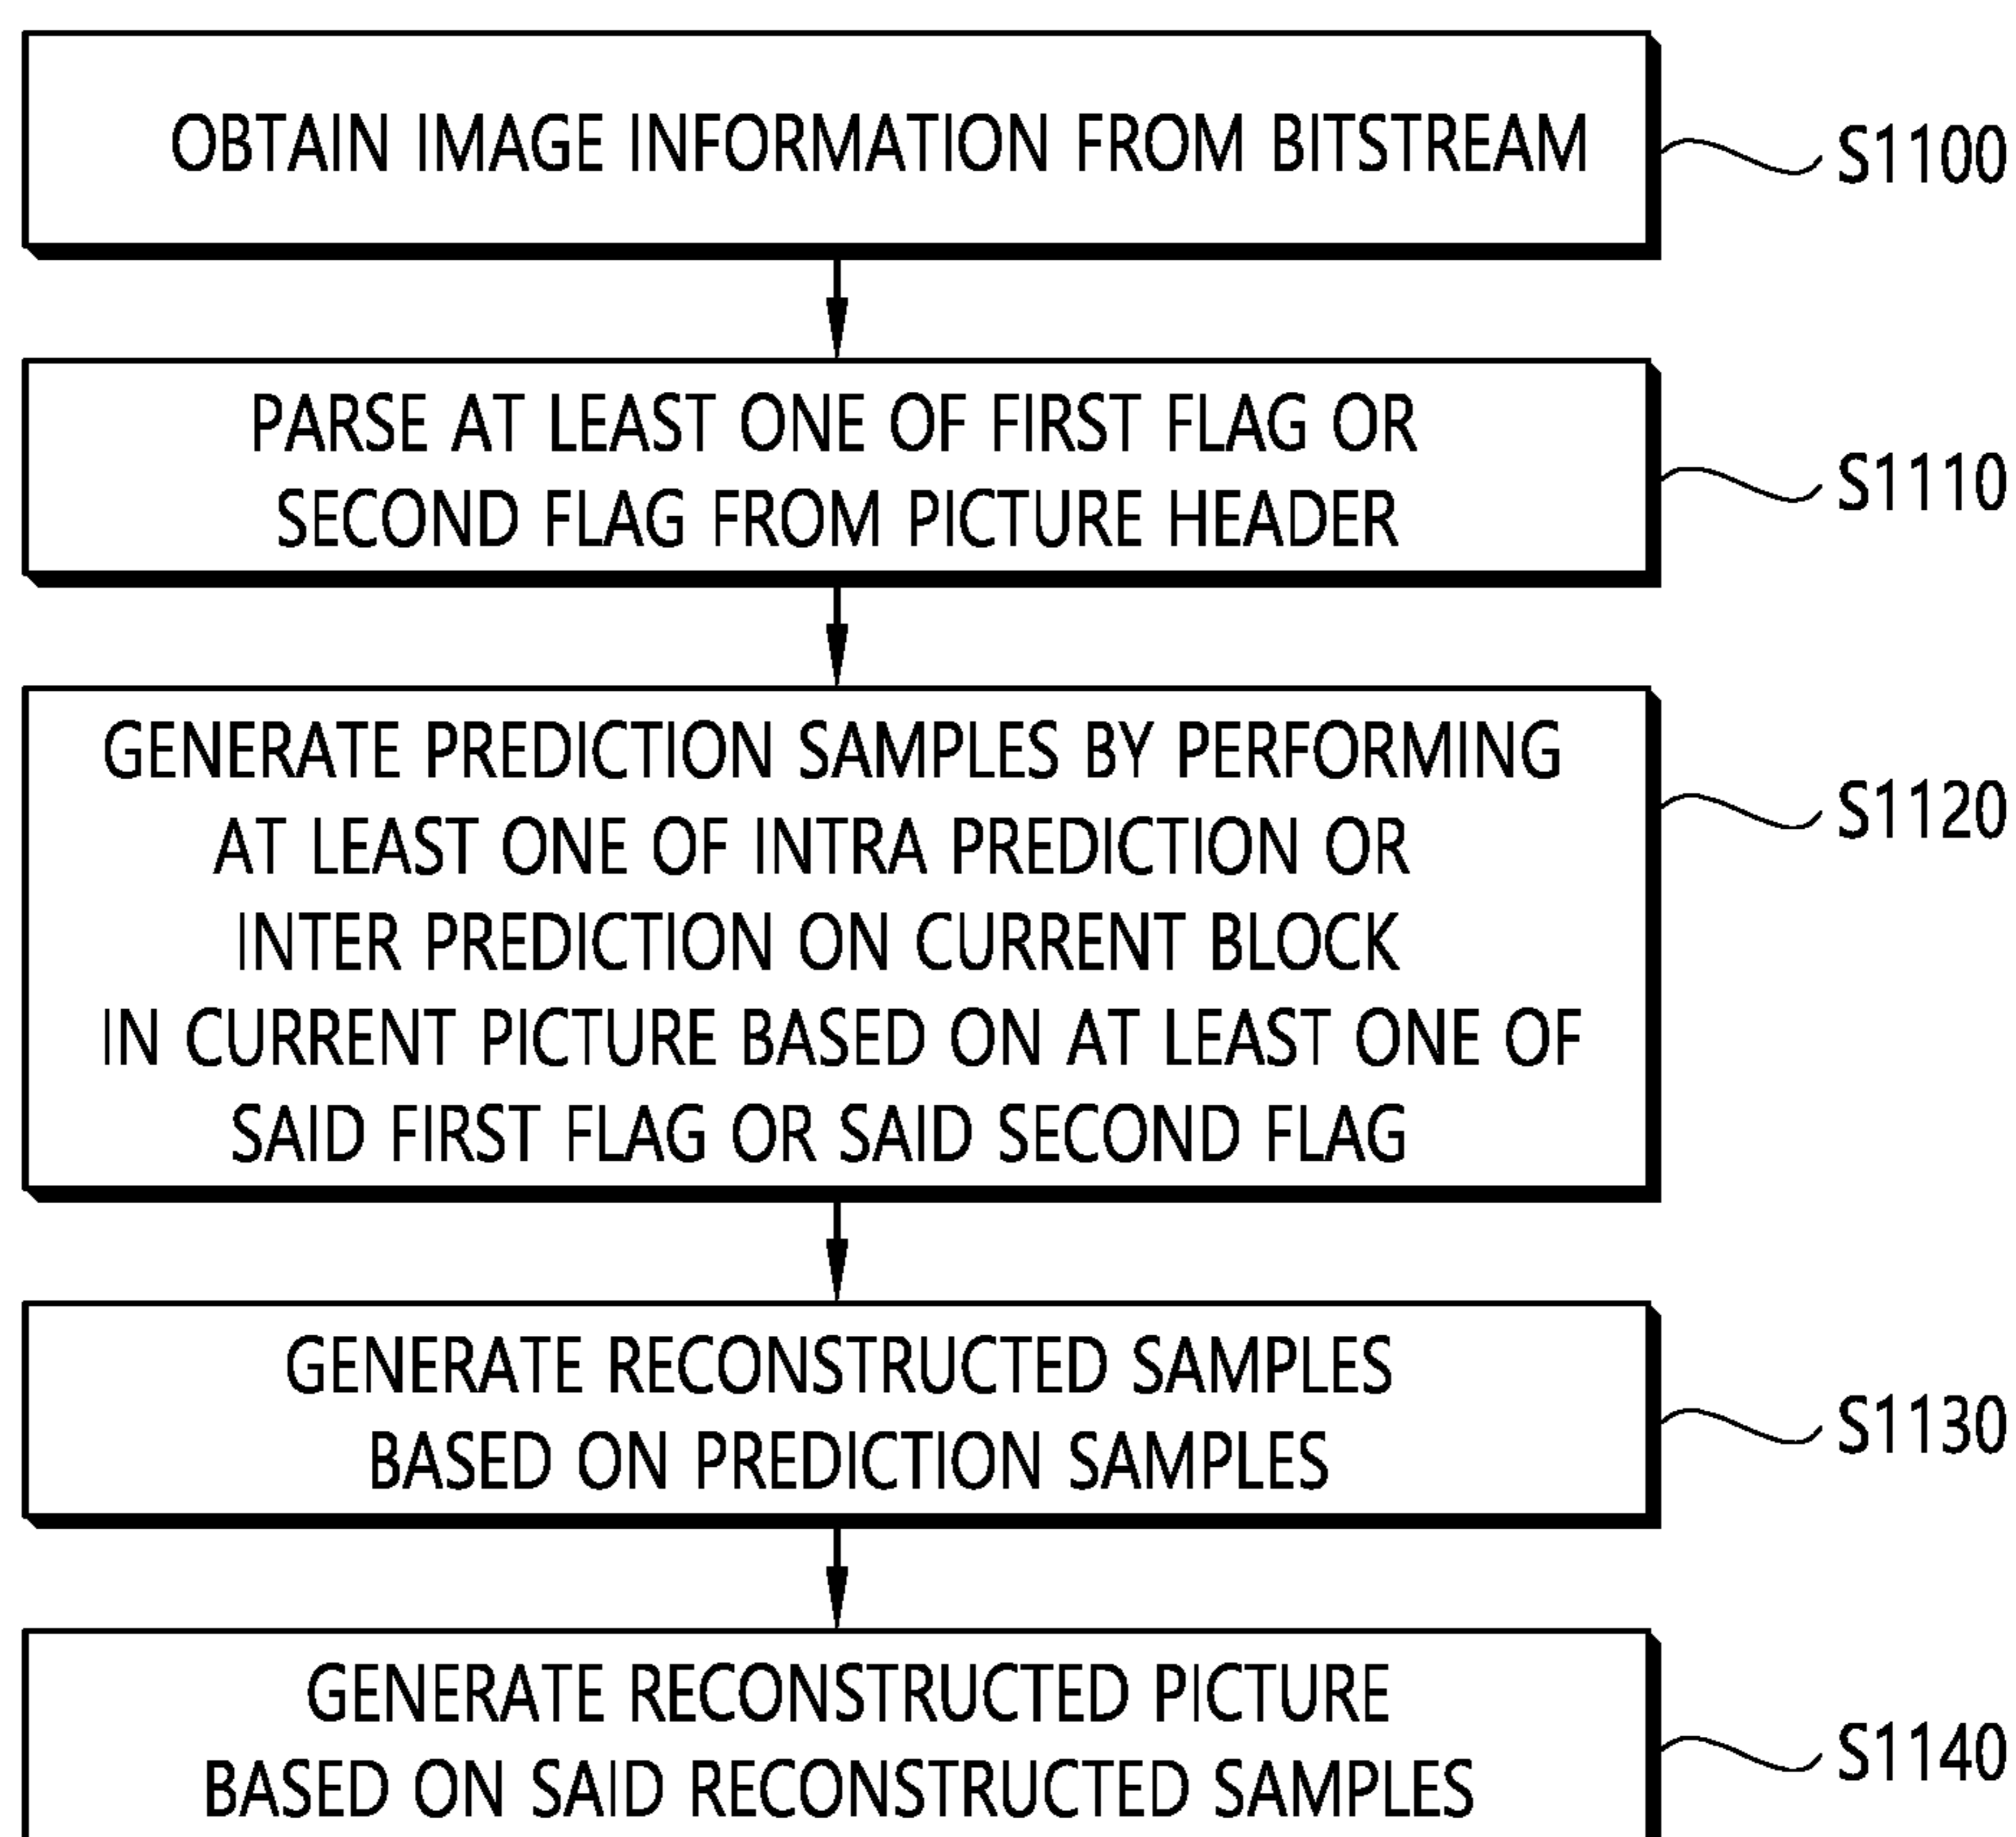 OBTAIN IMAGE INFORMATION FROM BITSTREAM
S1100
PARSE AT LEAST ONE OF FIRST FLAG OR
SECOND FLAG FROM PICTURE HEADER
S1110
GENERATE PREDICTION SAMPLES BY PERFORMING
AT LEAST ONE OF INTRA PREDICTION OR
INTER PREDICTION ON CURRENT BLOCK
IN CURRENT PICTURE BASED ON AT LEAST ONE OF
SAID FIRST FLAG OR SAID SECOND FLAG
S1120
GENERATE RECONSTRUCTED SAMPLES
BASED ON PREDICTION SAMPLES
S1130
GENERATE RECONSTRUCTED PICTURE
BASED ON SAID RECONSTRUCTED SAMPLES
S1140